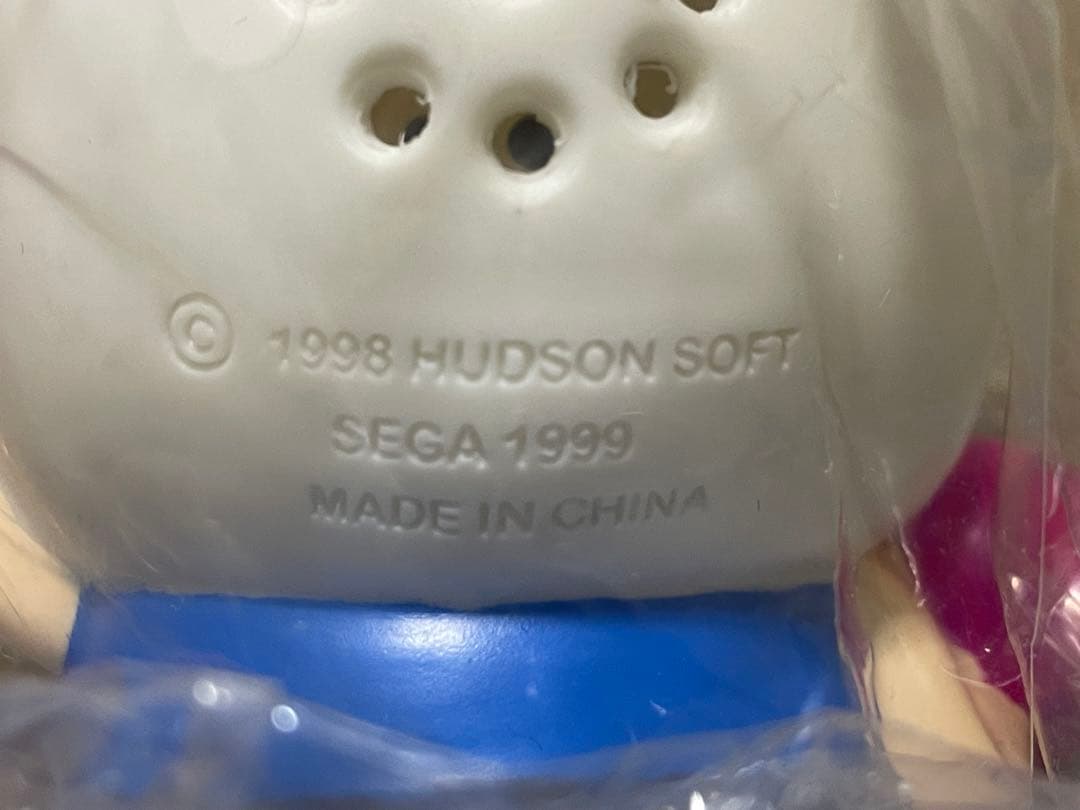 © 1998 HUDSON SOFT
SEGA 1999
MADE IN CHINA